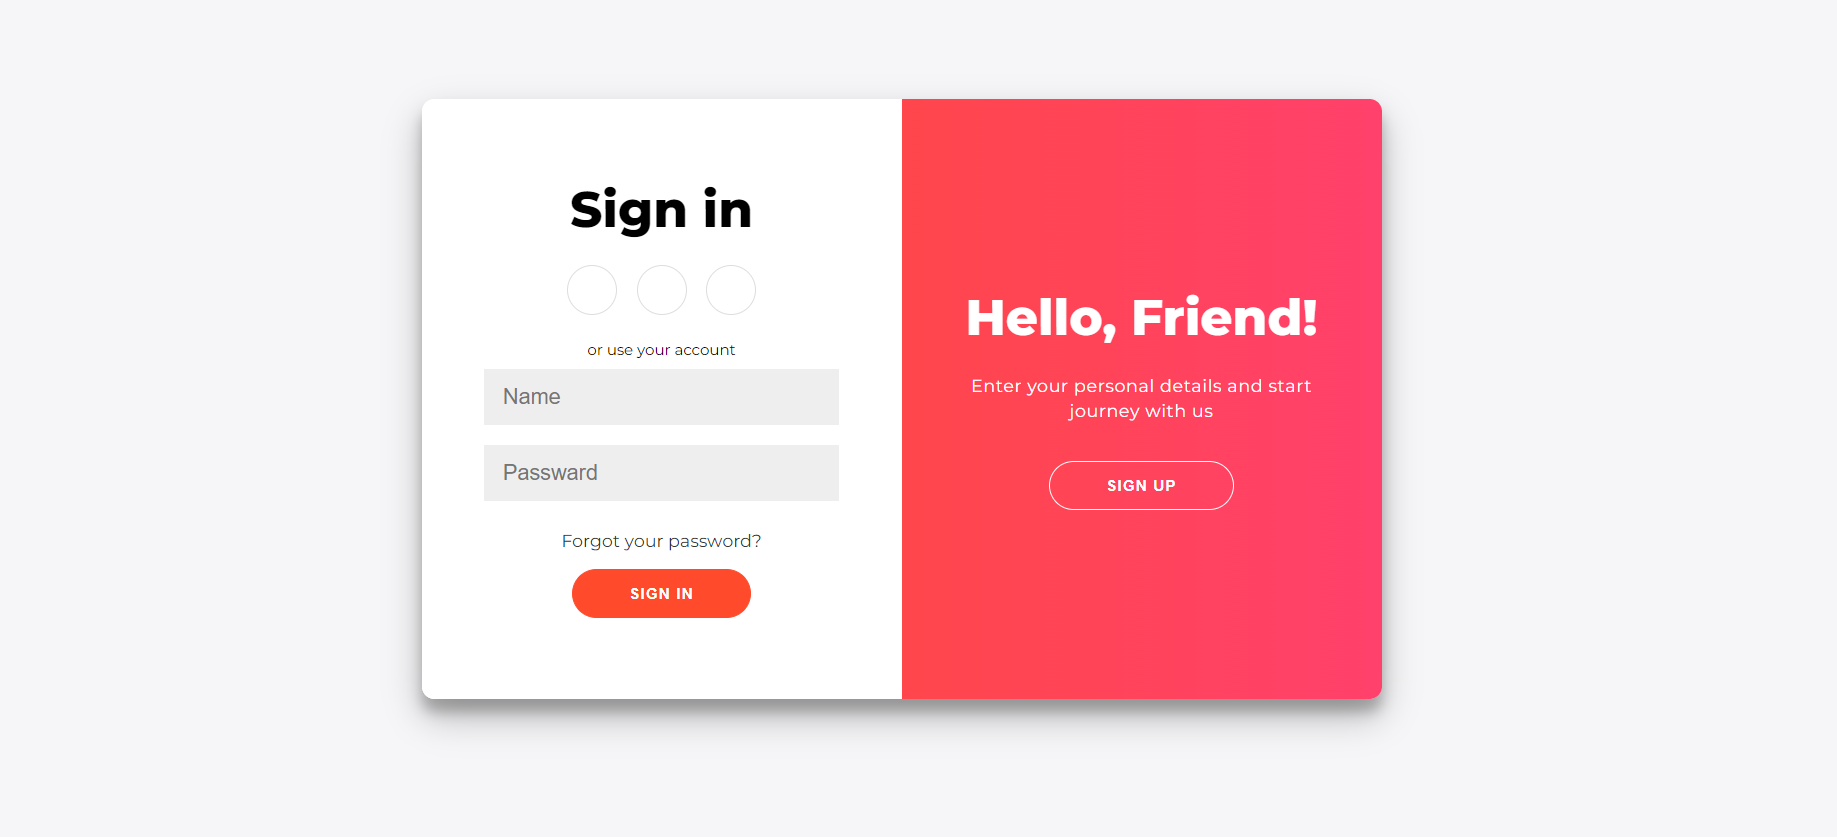 Sign in
or use your account
Name
Passward
Forgot your password?
SIGN IN
Hello, Friend!
Enter your personal details and start
journey with us
SIGN UP